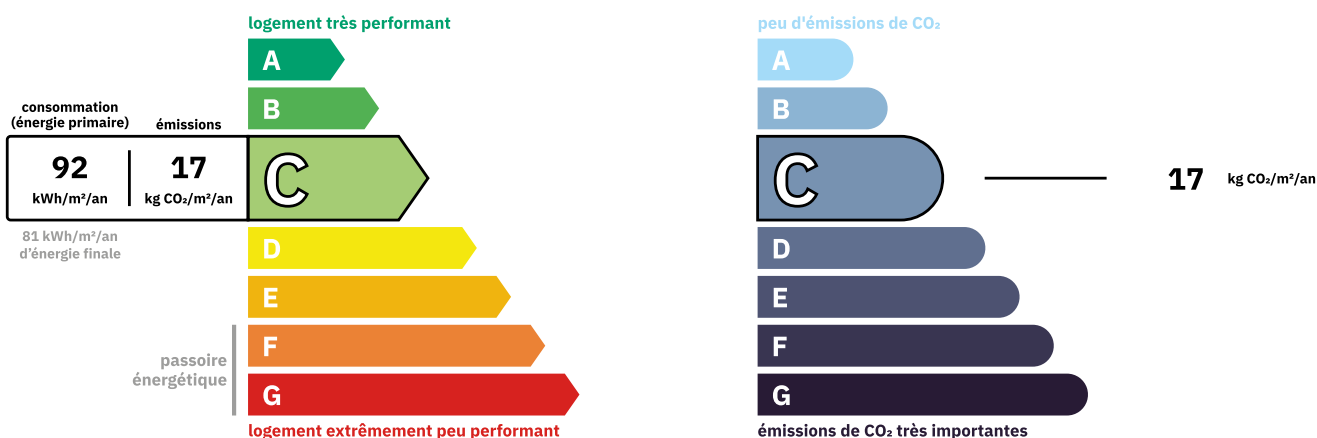 logement très performant
A
B
consommation
(énergie primaire)
émissions
92
kWh/m²/an
17
kg CO₂/m²/an
C
81 kWh/m²/an
d'énergie finale
D
E
passoire
énergétique
F
G
logement extrêmement peu performant
peu d'émissions de CO₂
A
B
C
17 kg CO₂/m²/an
D
E
F
G
émissions de CO₂ très importantes